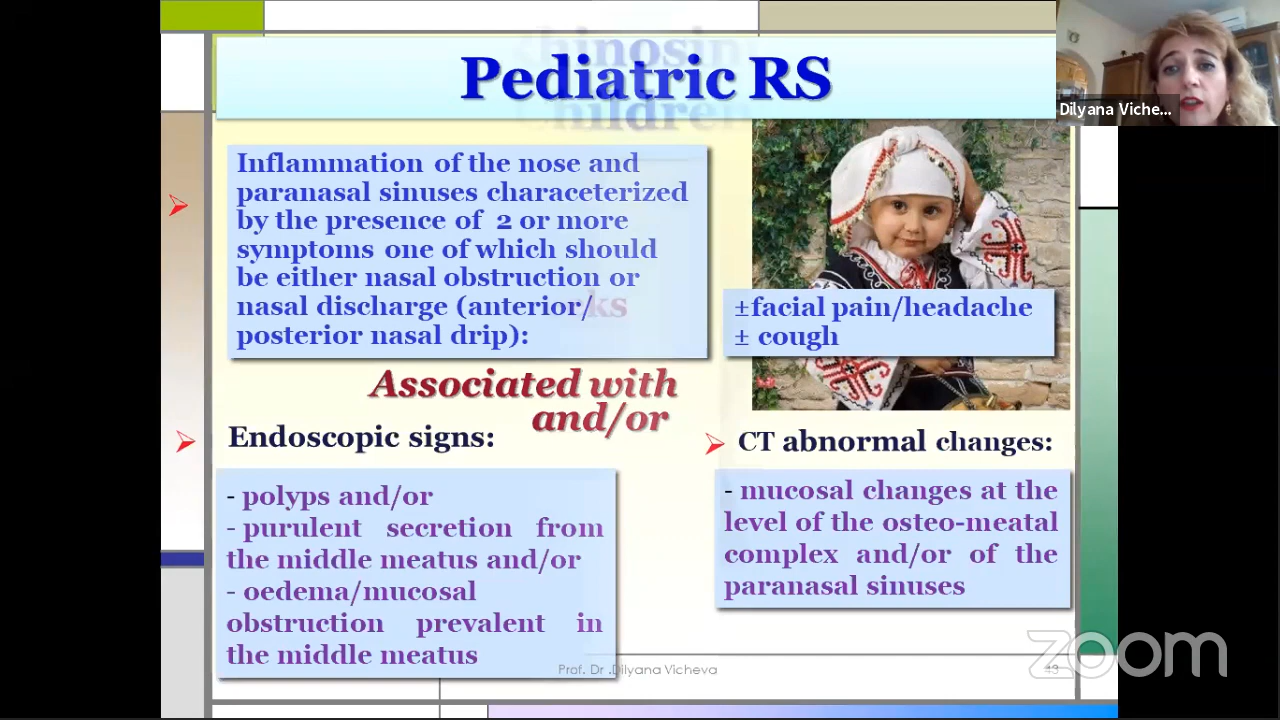 Pediatric RS
Dilyana Viche...
Inflammation of the nose and
paranasal sinuses characeterized
by the presence of 2 or more
symptoms one of which should
be either nasal obstruction or
nasal discharge (anterior/
posterior nasal drip):
±facial pain/headache
± cough
Associated with
and/or
Endoscopic signs:
- polyps and/or
- purulent secretion from
the middle meatus and/or
- oedema/mucosal
obstruction prevalent in
the middle meatus
CT abnormal changes:
- mucosal changes at the
level of the osteo-meatal
complex and/or of the
paranasal sinuses
Prof. Dr .Dilyana Vicheva
43
zoom